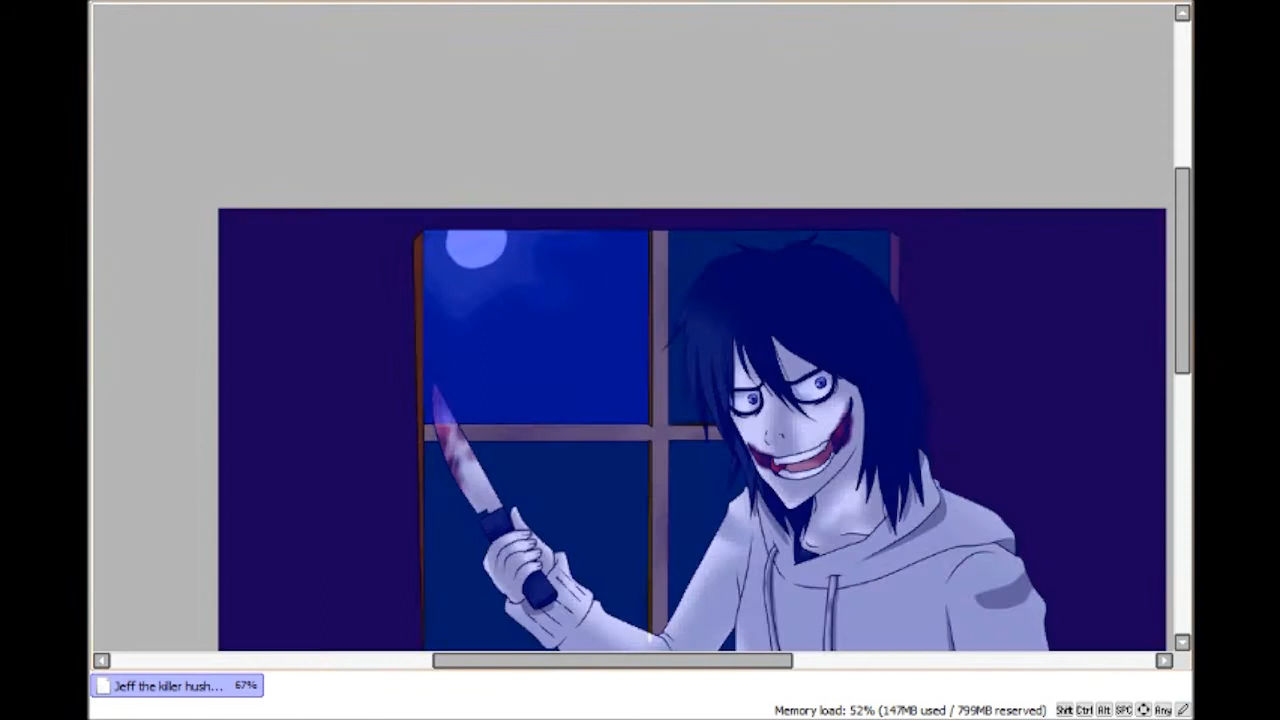 Jeff the killer hush... 67%
Memory load: 52% (147MB used / 799MB reserved) Shft Ctrl Alt SPC Any